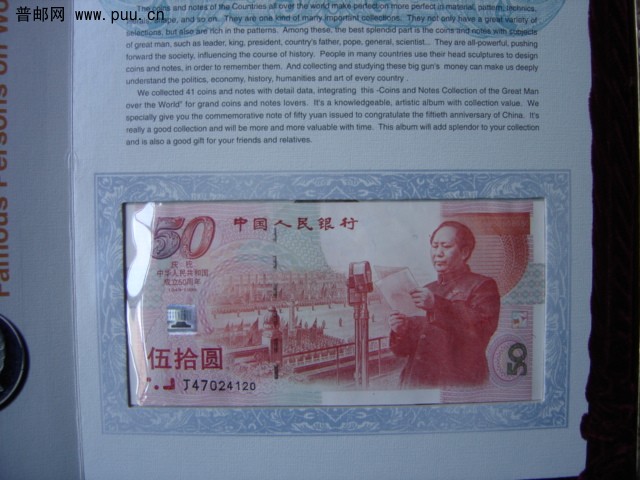 普邮网 www.puu.cn
The coins and notes of the Countries all over the world make perfection more perfect in material, pattern, technics,
and so on. They are one kind of many important collections. They not only have a great variety of
selections, but also are rich in the patterns. Among these, the best splendid part is the coins and notes with subjects
of great man, such as leader, king, president, country's father, pope, general, scientist... They are all-powerful, pushing
forward the society, influencing the course of history. People in many countries use their head sculptures to design
coins and notes, in order to remember them. And collecting and studying these big gun's money can make us deeply
understand the politics, economy, history, humanities and art of every country .
We collected 41 coins and notes with detail data, integrating this -Coins and Notes Collection of the Great Man
over the World" for grand coins and notes lovers. It's a knowledgeable, artistic album with collection value. We
specially give you the commemorative note of fifty yuan issued to congratulate the fiftieth anniversary of China. It's
really a good collection and will be more and more valuable with time. This album will add splendor to your collection
and is also a good gift for your friends and relatives.
Famous Persons on Wo
50
中国人民银行
庆祝
中华人民共和国
成立50周年
1949-1999
伍拾圆
J47024120
50